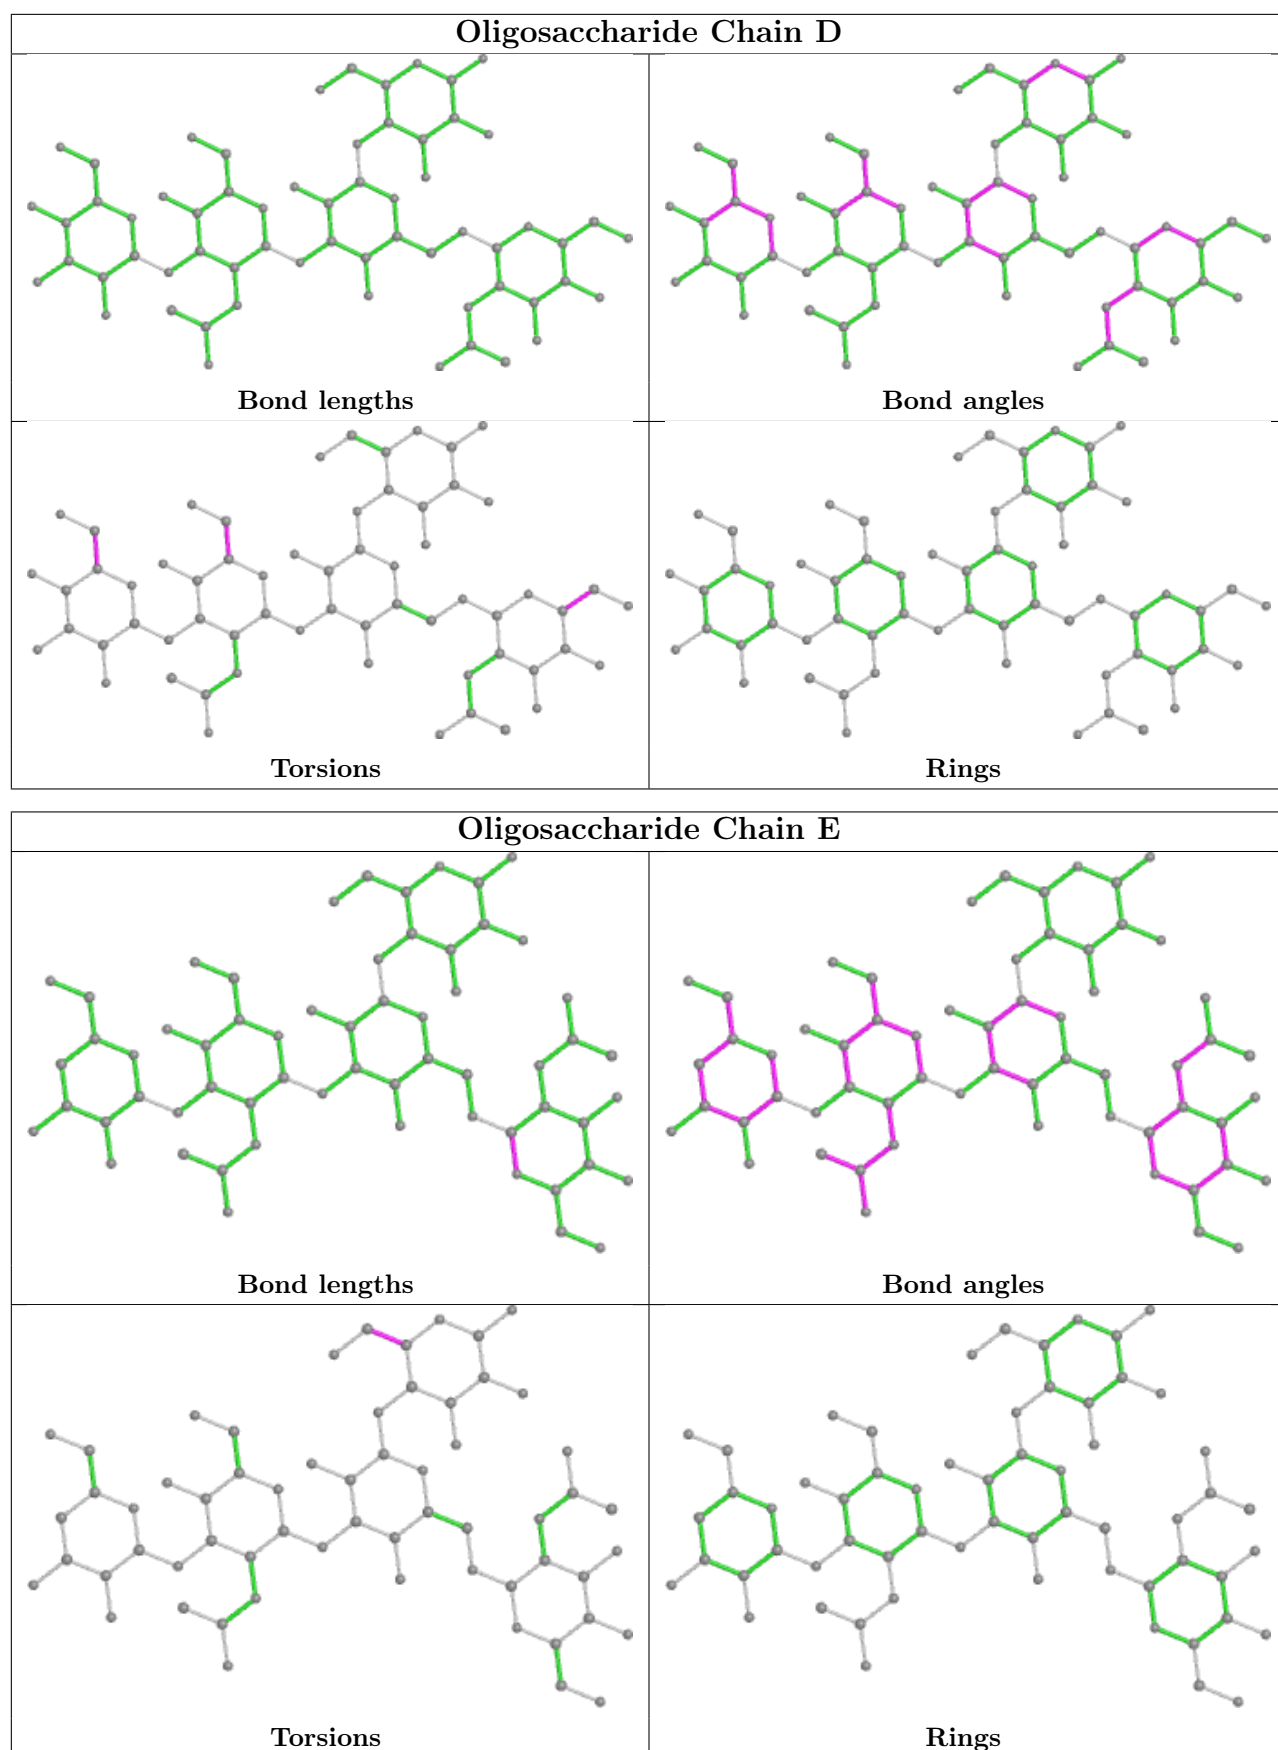 Oligosaccharide Chain D
Bond lengths
Bond angles
Torsions
Rings
Oligosaccharide Chain E
Bond lengths
Bond angles
Torsions
Rings